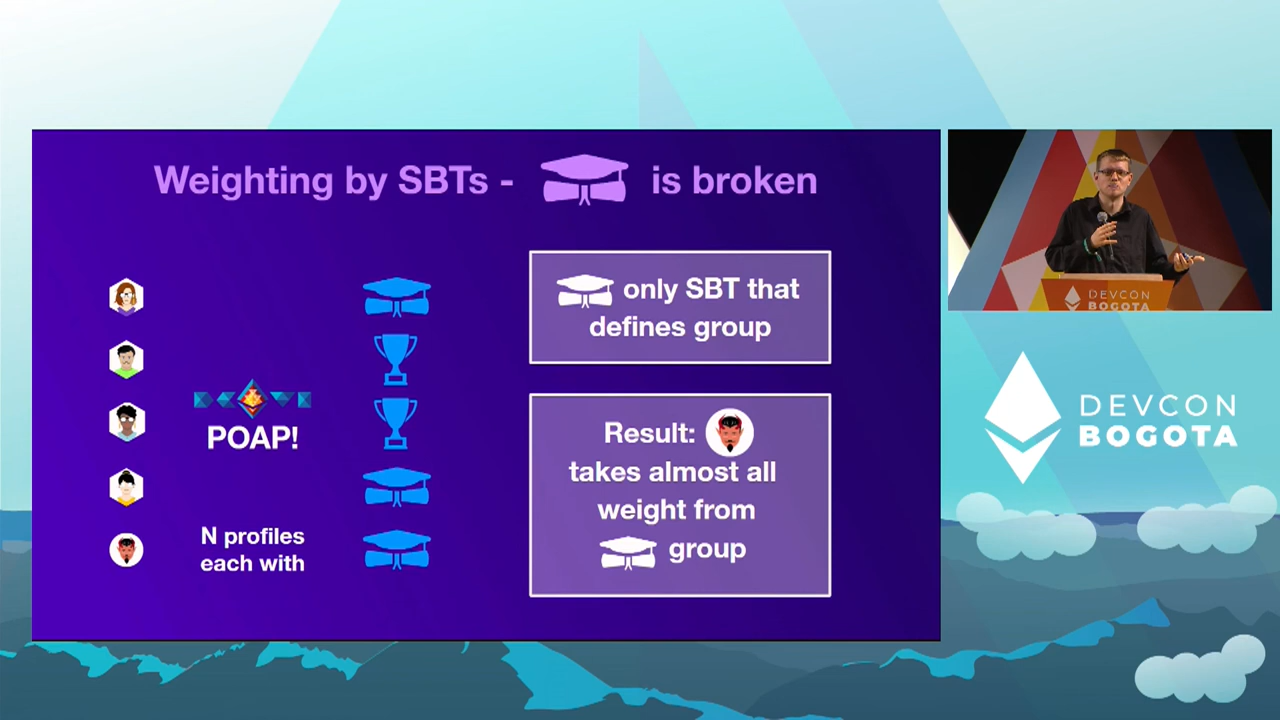 Weighting by SBTs - is broken
POAP!
N profiles
each with
only SBT that
defines group
Result:
takes almost all
weight from
group
DEVCON
BOGOTA
DEVCON
BOGOTA